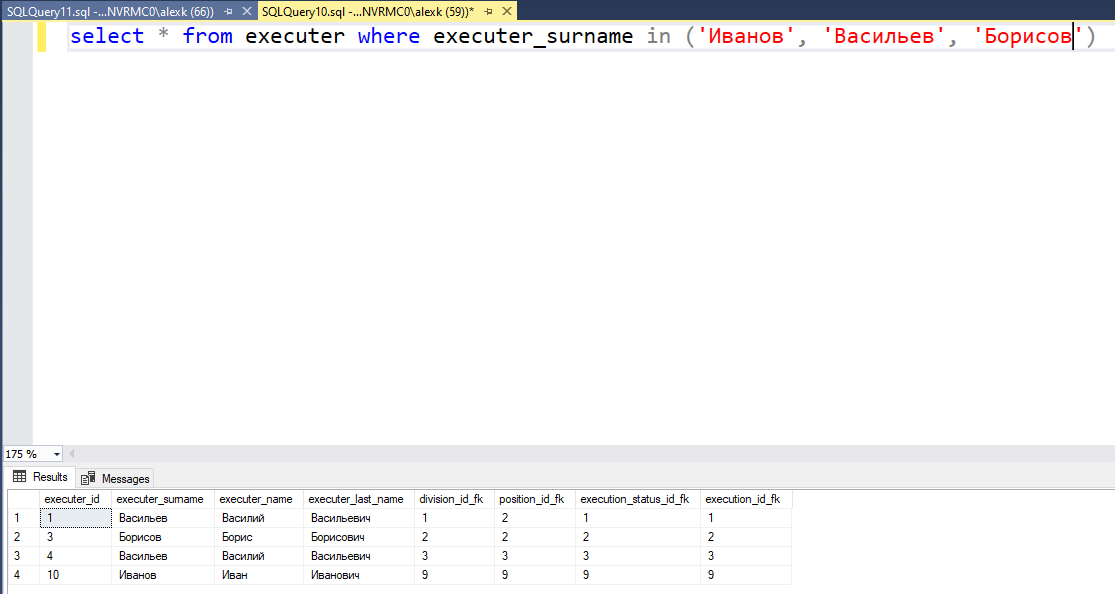 SQLQuery11.sql -...NVRMC0\alexk (66)) SQLQuery10.sql -...NVRMC0\alexk (59))*
select * from executer where executer_surname in ('Иванов', 'Васильев', 'Борисов')
175 %
Results Messages
executer_id executer_surname executer_name executer_last_name division_id_fk position_id_fk execution_status_id_fk execution_id_fk
1 1 Васильев Василий Васильевич 1 2 1 1
2 3 Борисов Борис Борисович 2 2 2 2
3 4 Васильев Василий Васильевич 3 3 3 3
4 10 Иванов Иван Иванович 9 9 9 9